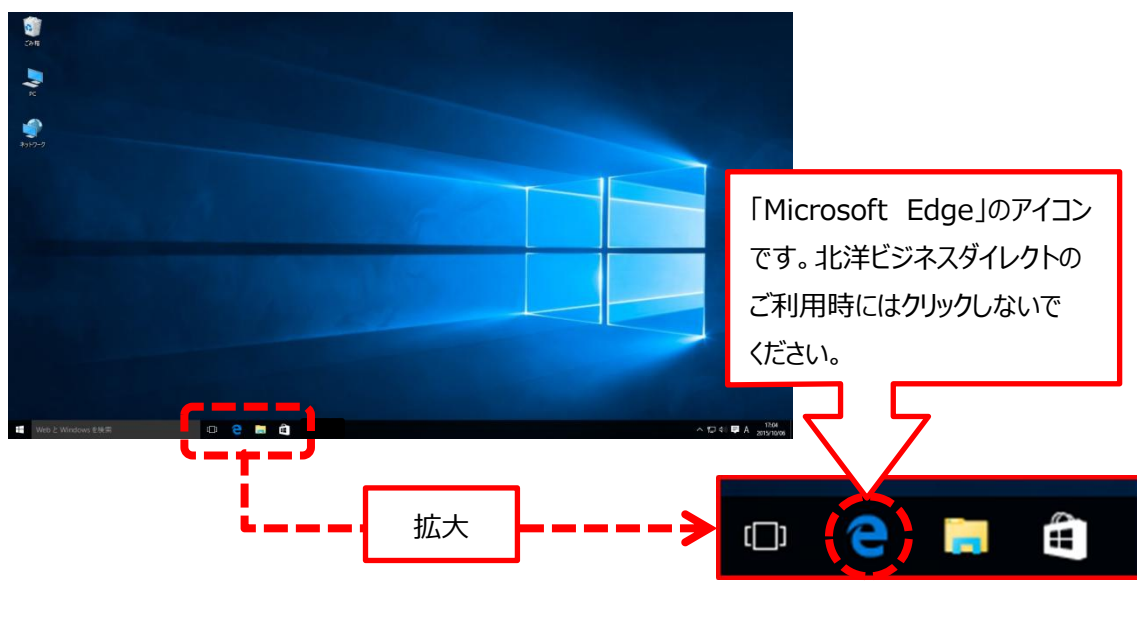 ごみ箱
PC
ネットワーク
「Microsoft Edge」のアイコン
です。北洋ビジネスダイレクトの
ご利用時にはクリックしないで
ください。
Web と Windows を検索
A
17:04
2015/10/06
拡大